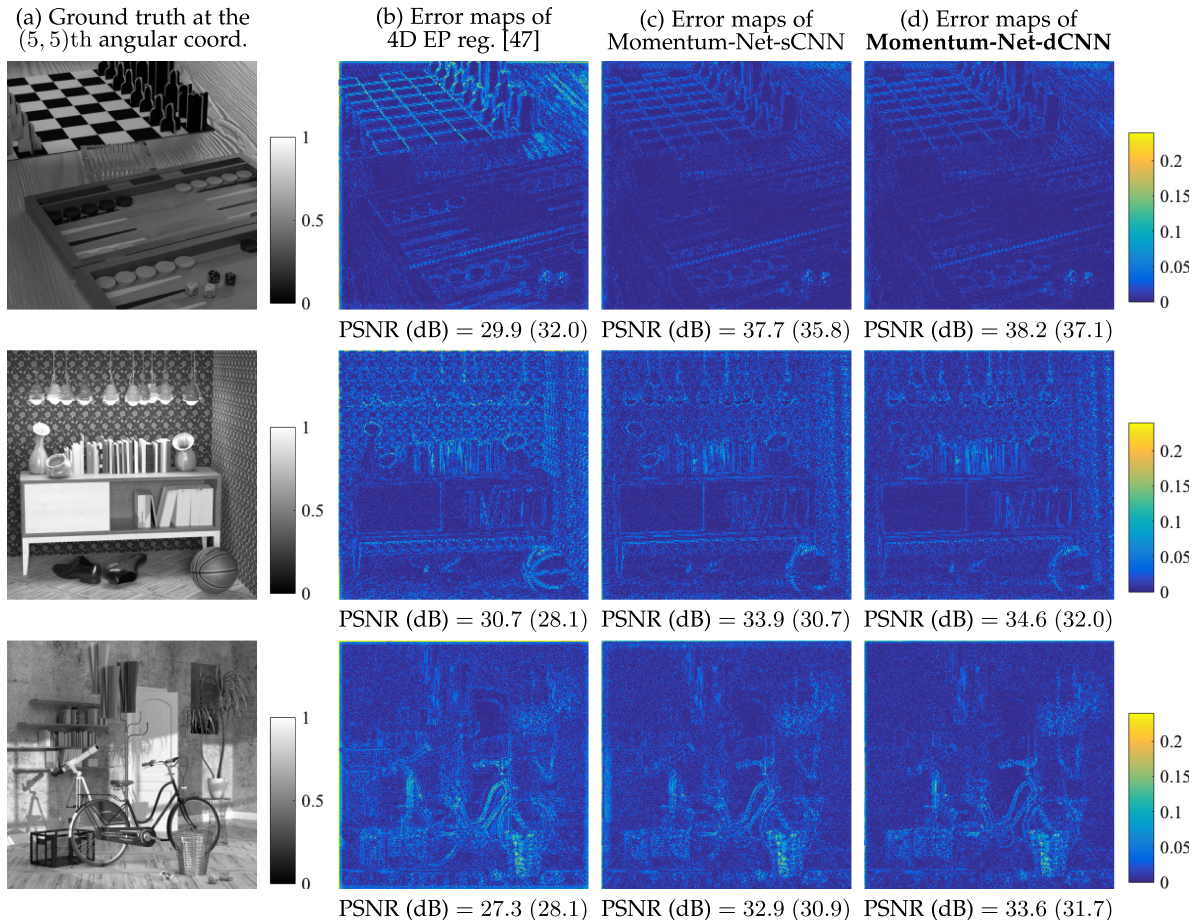 (a) Ground truth at the
(5, 5)th angular coord.
(b) Error maps of
4D EP reg. [47]
(c) Error maps of
Momentum-Net-sCNN
(d) Error maps of
Momentum-Net-dCNN
1
0.5
0
0.2
0.15
0.1
0.05
0
PSNR (dB) = 29.9 (32.0)
PSNR (dB) = 37.7 (35.8)
PSNR (dB) = 38.2 (37.1)
1
0.5
0
0.2
0.15
0.1
0.05
0
PSNR (dB) = 30.7 (28.1)
PSNR (dB) = 33.9 (30.7)
PSNR (dB) = 34.6 (32.0)
1
0.5
0
0.2
0.15
0.1
0.05
0
PSNR (dB) = 27.3 (28.1)
PSNR (dB) = 32.9 (30.9)
PSNR (dB) = 33.6 (31.7)